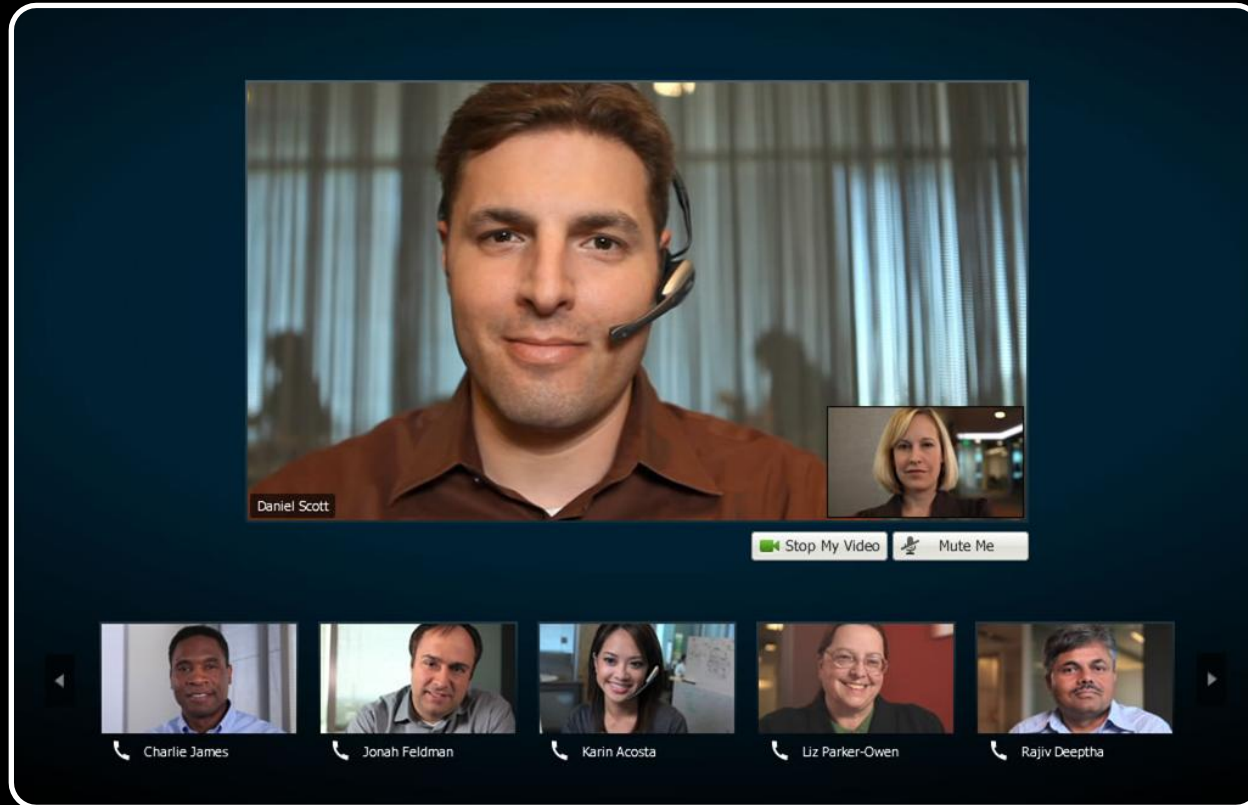 Daniel Scott
Stop My Video
Mute Me
Charlie James
Jonah Feldman
Karin Acosta
Liz Parker-Owen
Rajiv Deeptha